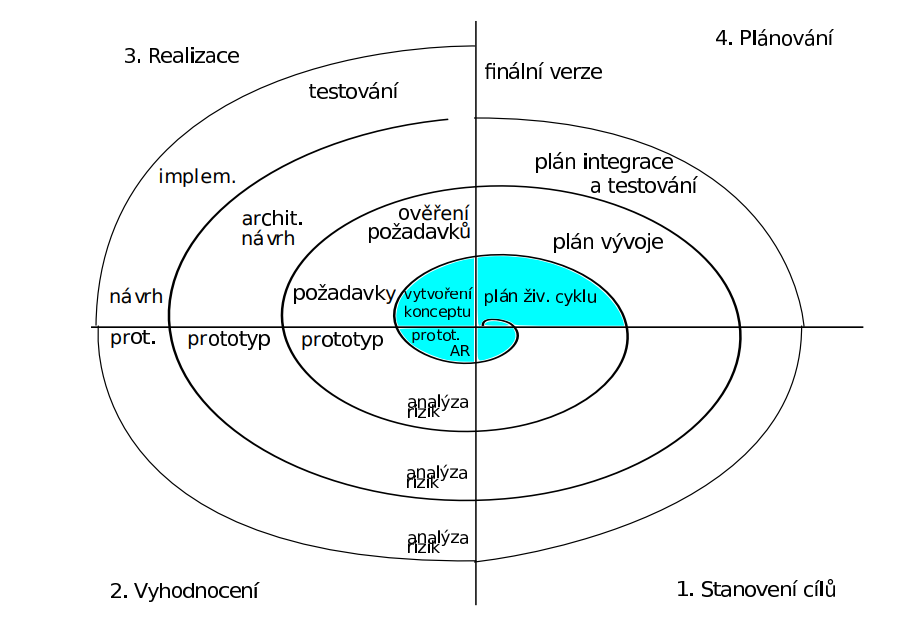 3. Realizace
4. Plánování
finální verze
testování
plán integrace
a testování
implem.
archit.
návrh
ověření
požadavků
plán vývoje
návrh
požadavky
vytvoření
konceptu
plán živ. cyklu
prot.
prototyp
prototyp
protot.
AR
analýza
rizik
analýza
rizik
analýza
rizik
2. Vyhodnocení
1. Stanovení cílů